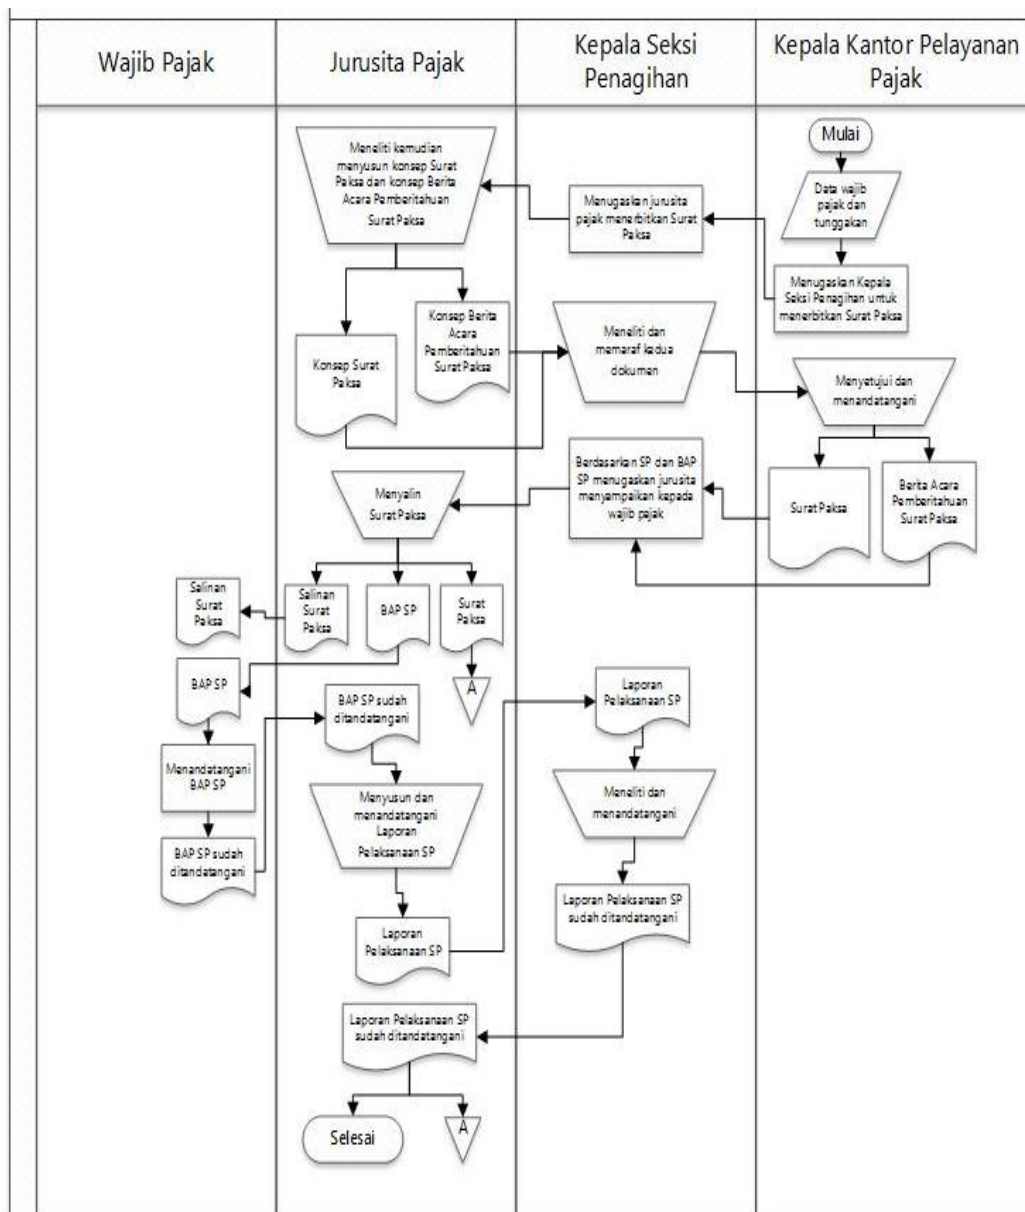 Wajib Pajak
Jurusita Pajak
Kepala Seksi
Penagihan
Kepala Kantor Pelayanan
Pajak
Mulai
Data wajib
pajak dan
tunggakan
Menugaskan Kepala
Seksi Penagihan untuk
menerbitkan Surat Paksa
Menugaskan jurusita
pajak menerbitkan Surat
Paksa
Meneliti kemudian
menyusun konsep Surat
Paksa dan konsep Berita
Acara Pemberitahuan
Surat Paksa
Konsep Surat
Paksa
Konsep Berita
Acara
Pemberitahuan
Surat Paksa
Meneliti dan
memaraf kedua
dokumen
Menyetujui dan
menandatangani
Surat Paksa
Berita Acara
Pemberitahuan
Surat Paksa
Berdasarkan SP dan BAP
SP menugaskan jurusita
menyampaikan kepada
wajib pajak
Menyalin
Surat Paksa
Salinan
Surat
Paksa
BAP SP
Surat
Paksa
A
Salinan
Surat
Paksa
BAP SP
Menandatangani
BAP SP
BAP SP sudah
ditandatangani
BAP SP sudah
ditandatangani
Menyusun dan
menandatangani
Laporan
Pelaksanaan SP
Laporan
Pelaksanaan SP
Laporan
Pelaksanaan SP
Meneliti dan
menandatangani
Laporan Pelaksanaan SP
sudah ditandatangani
Laporan Pelaksanaan SP
sudah ditandatangani
Selesai
A